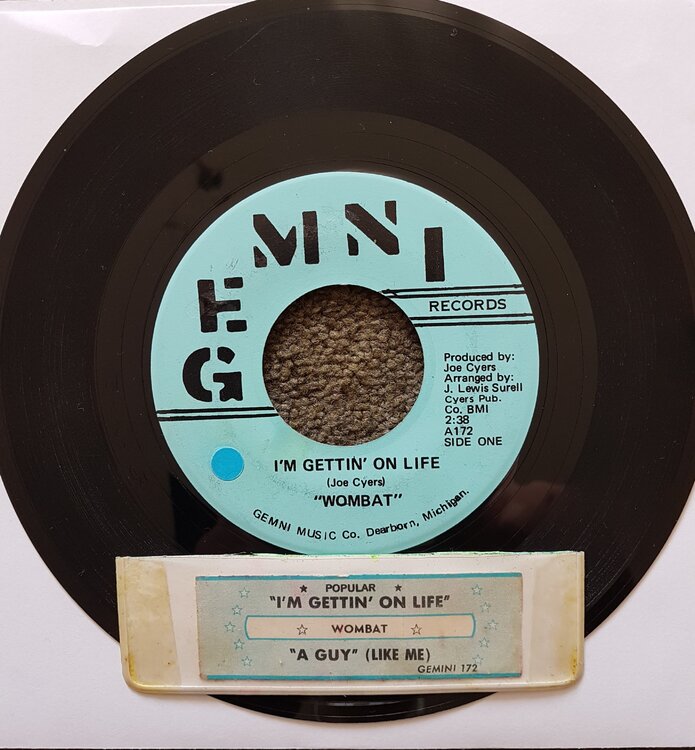 GEMNI
RECORDS
Produced by:
Joe Cyers
Arranged by:
J. Lewis Surell
Cyers Pub.
Co. BMI
2:38
A172
SIDE ONE
I'M GETTIN' ON LIFE
(Joe Cyers)
"WOMBAT"
GEMNI MUSIC Co. Dearborn, Michigan.
POPULAR
"I'M GETTIN' ON LIFE"
WOMBAT
"A GUY" (LIKE ME)
GEMINI 172